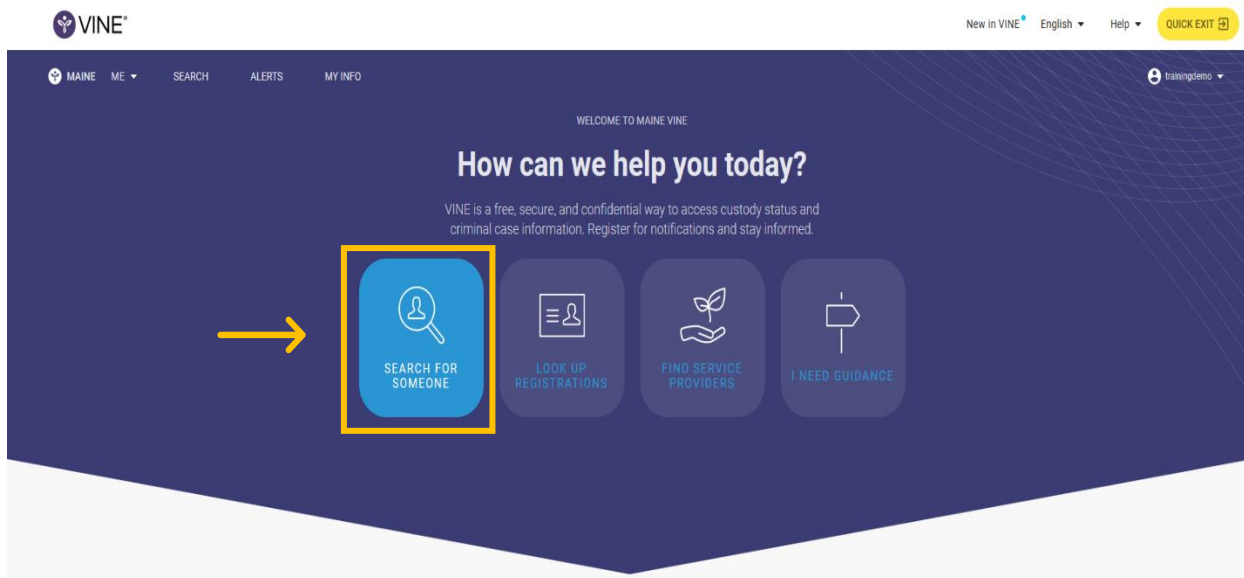 VINE®
New in VINE English Help QUICK EXIT
MAINE ME SEARCH ALERTS MY INFO trainingdemo
WELCOME TO MAINE VINE
How can we help you today?
VINE is a free, secure, and confidential way to access custody status and
criminal case information. Register for notifications and stay informed.
SEARCH FOR
SOMEONE
LOOK UP
REGISTRATIONS
FIND SERVICE
PROVIDERS
I NEED GUIDANCE